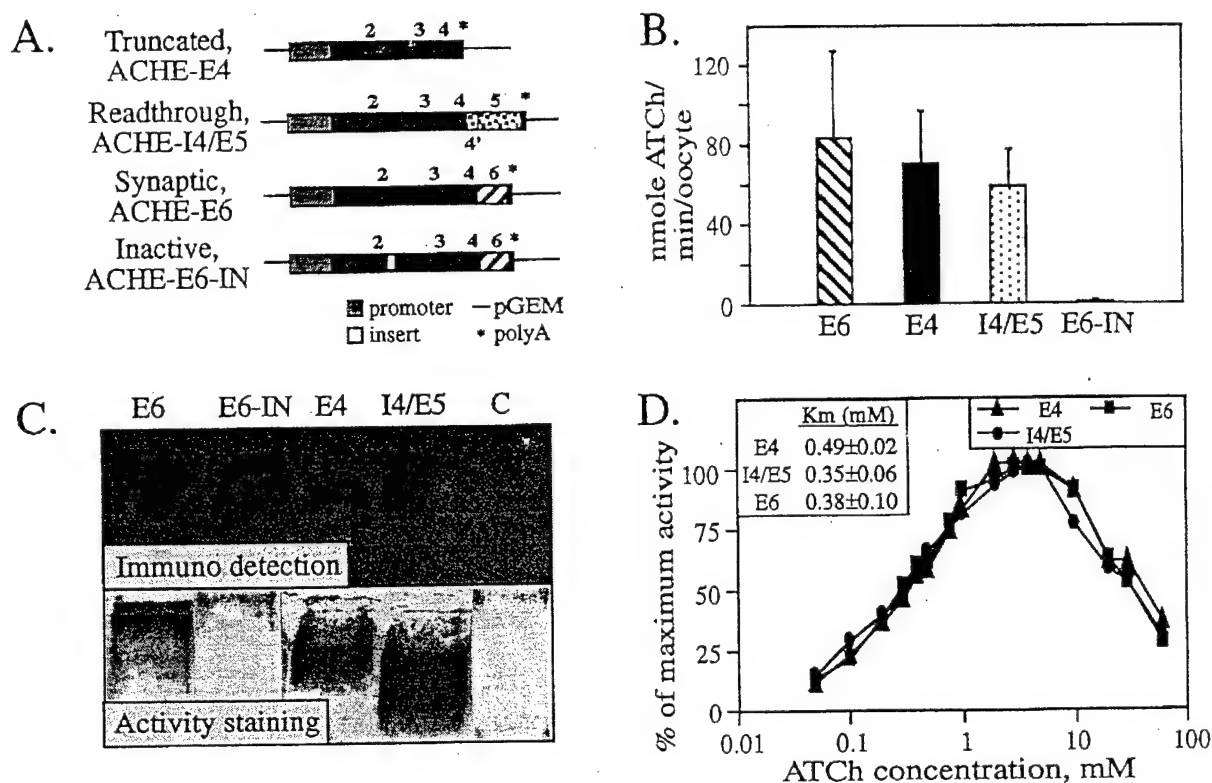 A.
Truncated,
ACHE-E4
2 3 4 *
Readthrough,
ACHE-I4/E5
2 3 4 5 *
4'
Synaptic,
ACHE-E6
2 3 4 6 *
Inactive,
ACHE-E6-IN
2 3 4 6 *
promoter — pGEM
insert * polyA
B.
nmole ATCh/
min/oocyte
120
80
40
0
E6 E4 I4/E5 E6-IN
C.
E6 E6-IN E4 I4/E5 C
Immuno detection
Activity staining
D.
Km (mM)
E4 0.49±0.02
I4/E5 0.35±0.06
E6 0.38±0.10
E4 E6
I4/E5
% of maximum activity
100
75
50
25
0
0.01 0.1 1 10 100
ATCh concentration, mM